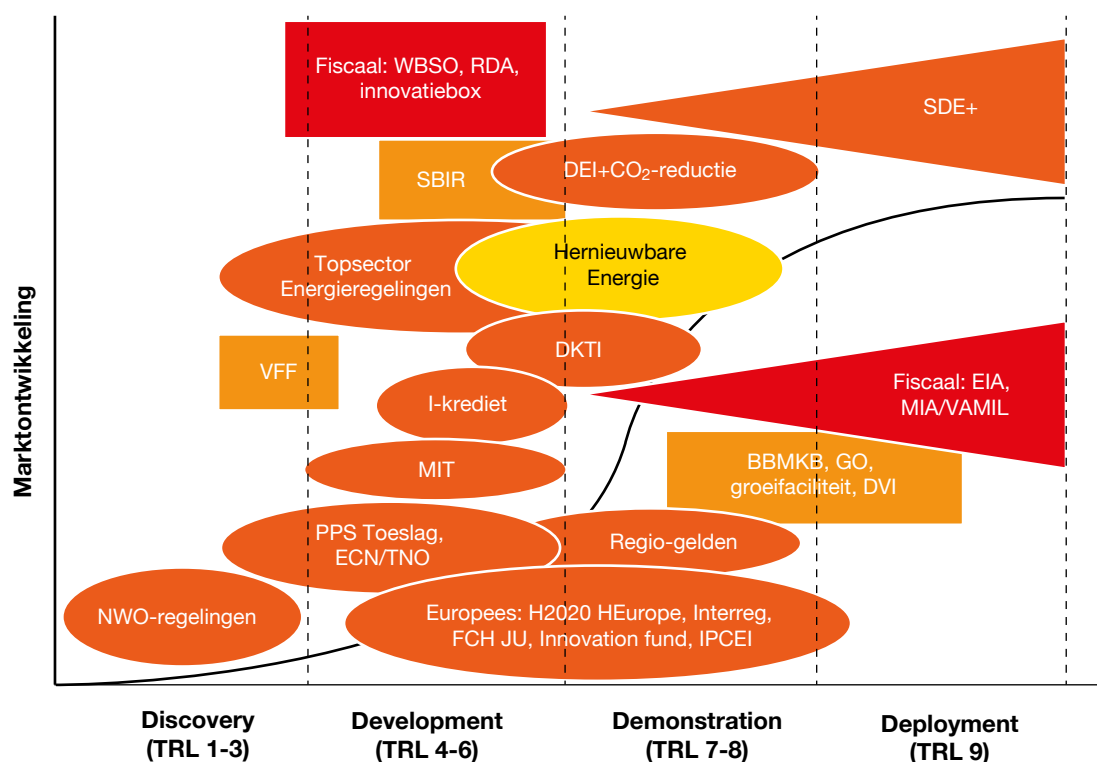 Marktontwikkeling
Fiscaal: WBSO, RDA,
innovatiebox
SDE+
SBIR
DEI+CO₂-reductie
Topsector
Energieregelingen
Hernieuwbare
Energie
VFF
DKTI
I-krediet
Fiscaal: EIA,
MIA/VAMIL
MIT
BBMKB, GO,
groeifaciliteit, DVI
PPS Toeslag,
ECN/TNO
Regio-gelden
NWO-regelingen
Europees: H2020 HEurope, Interreg,
FCH JU, Innovation fund, IPCEI
Discovery
(TRL 1-3)
Development
(TRL 4-6)
Demonstration
(TRL 7-8)
Deployment
(TRL 9)